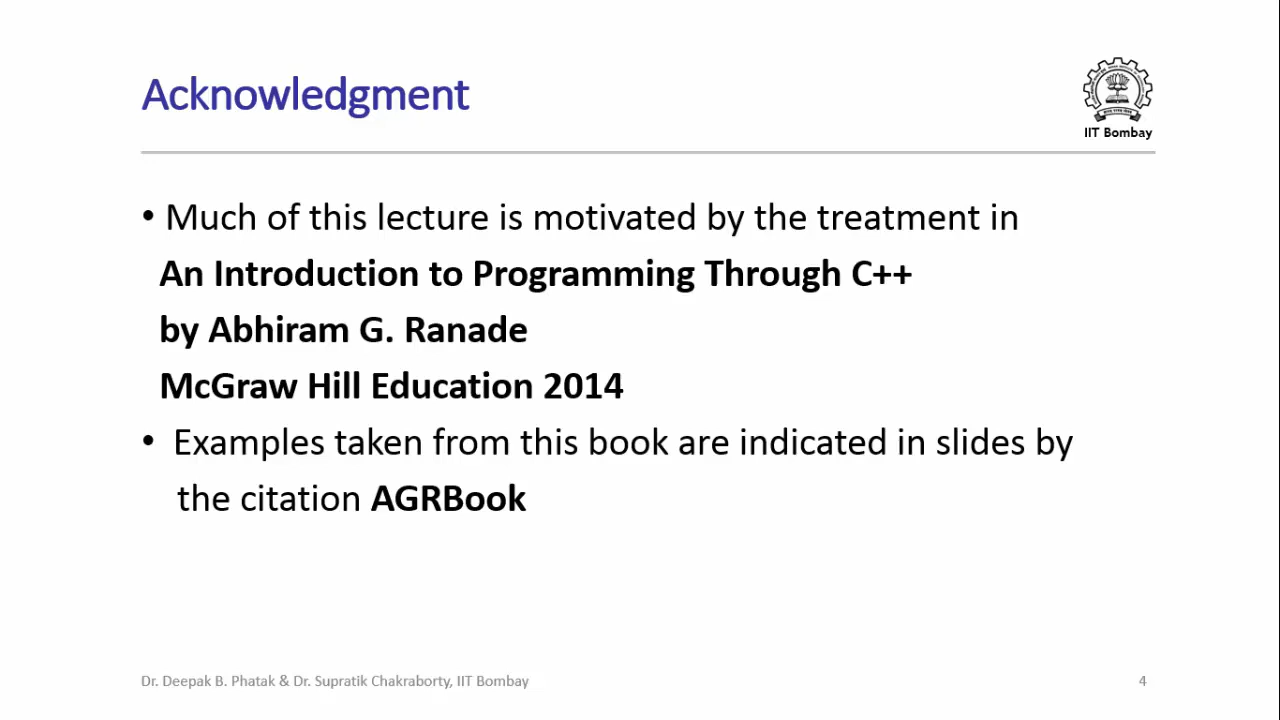 Acknowledgment
IIT Bombay
• Much of this lecture is motivated by the treatment in
An Introduction to Programming Through C++
by Abhiram G. Ranade
McGraw Hill Education 2014
• Examples taken from this book are indicated in slides by
the citation AGRBook
Dr. Deepak B. Phatak & Dr. Supratik Chakraborty, IIT Bombay
4